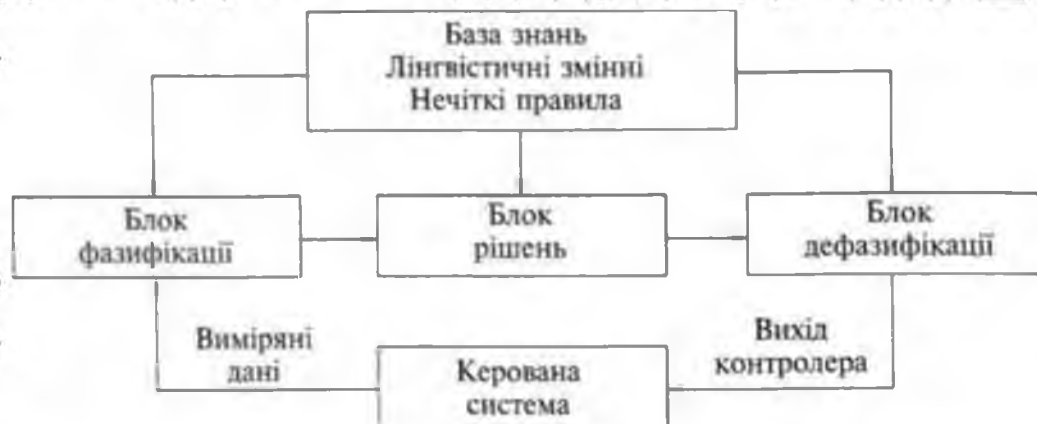 База знань
Лінгвістичні змінні
Нечіткі правила
Блок
фазифікації
Блок
рішень
Блок
дефазифікації
Виміряні
дані
Вихід
контролера
Керована
система